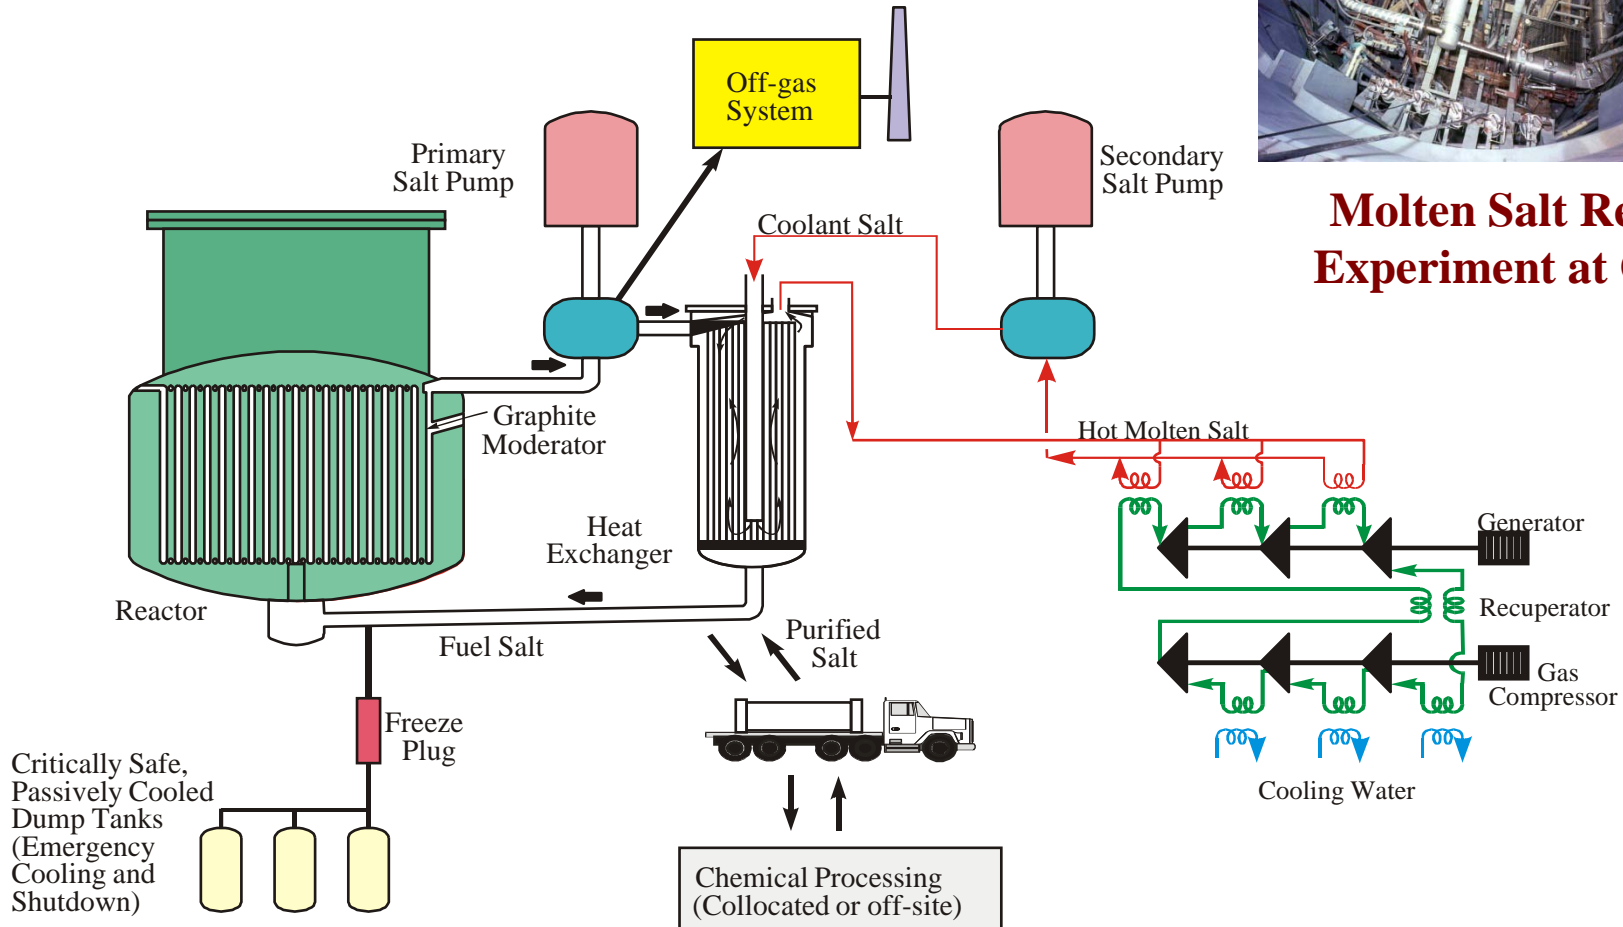 Off-gas
System
Primary
Salt Pump
Secondary
Salt Pump
Coolant Salt
Molten Salt
Experiment at
Graphite
Moderator
Hot Molten Salt
Heat
Exchanger
Generator
Reactor
Recuperator
Fuel Salt
Purified
Salt
Gas
Compressor
Freeze
Plug
Critically Safe,
Passively Cooled
Dump Tanks
(Emergency
Cooling and
Shutdown)
Cooling Water
Chemical Processing
(Collocated or off-site)